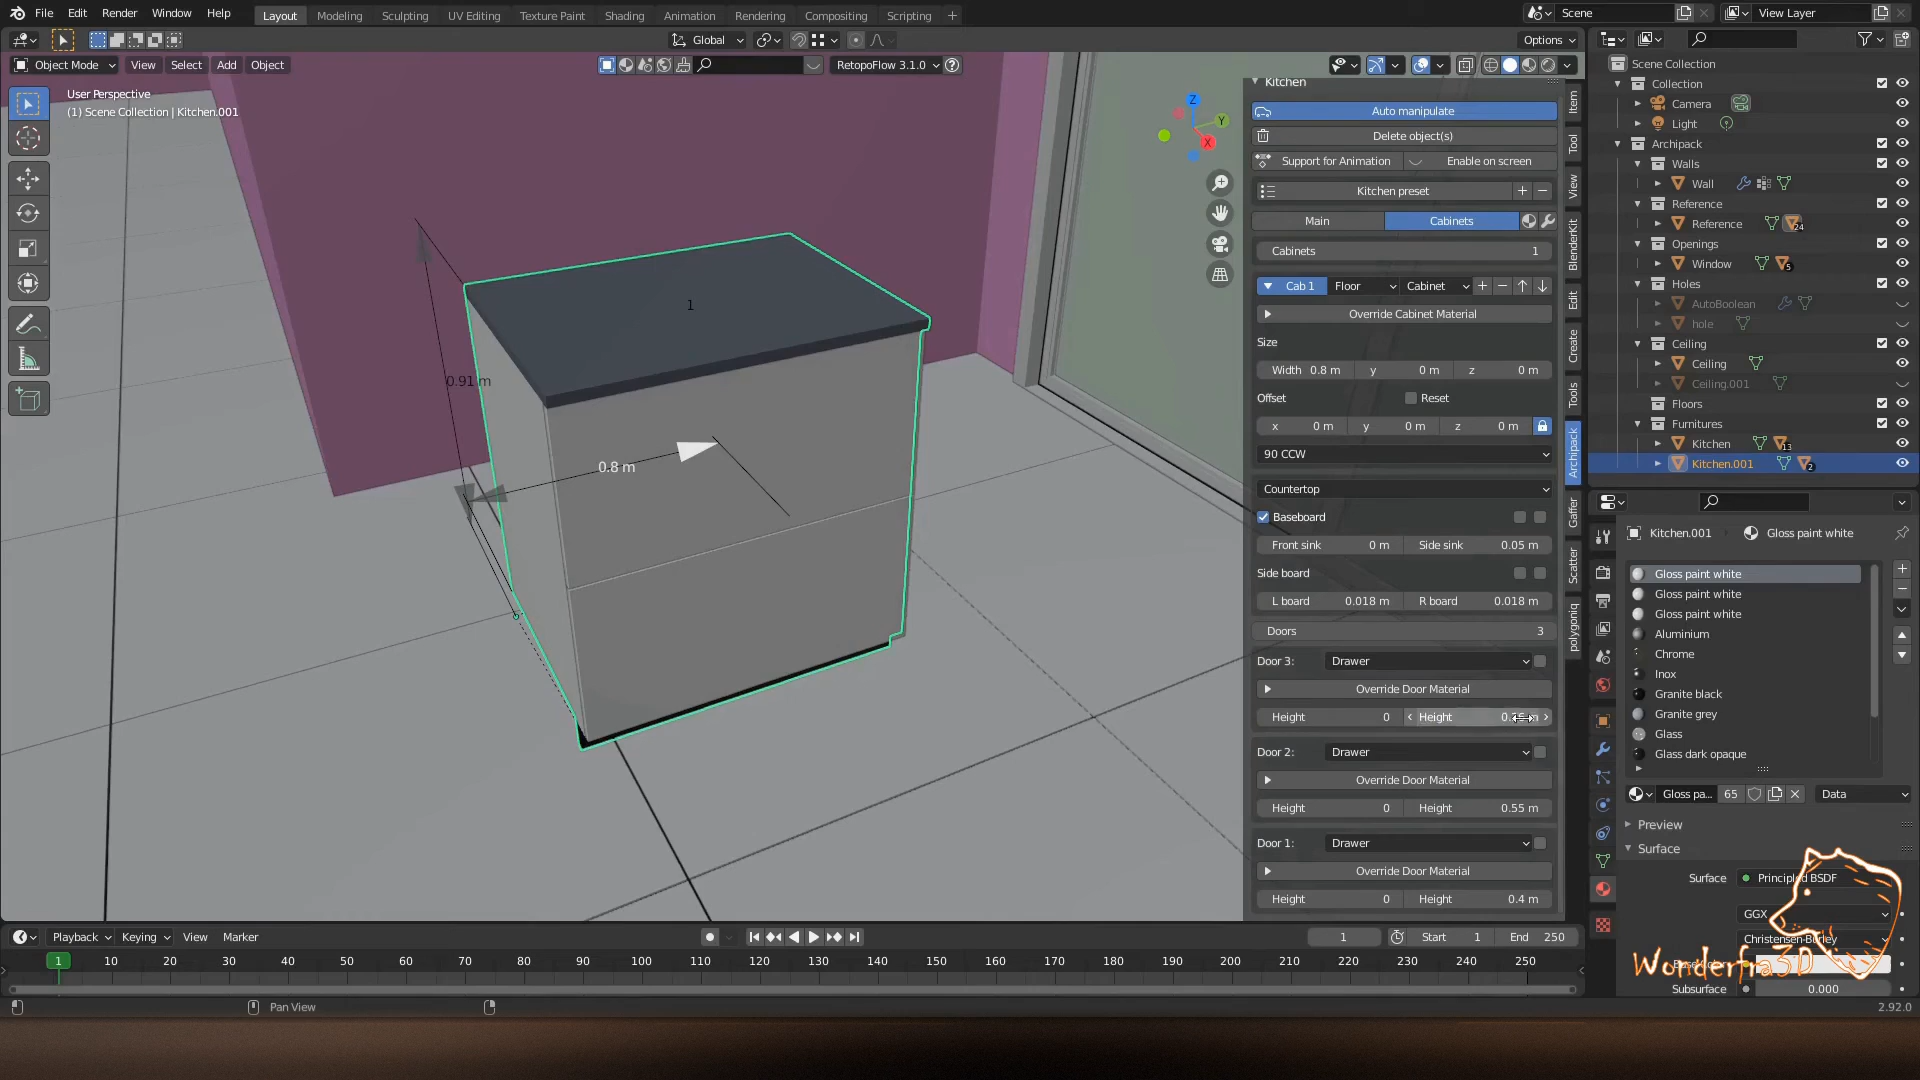 File Edit Render Window Help Layout Modeling Sculpting UV Editing Texture Paint Shading Animation Rendering Compositing Scripting + Scene View Layer
Global Options
Object Mode View Select Add Object RetopoFlow 3.1.0
User Perspective
(1) Scene Collection | Kitchen.001
Z
Y
X
1
0.91 m
0.8 m
Kitchen
Auto manipulate
Delete object(s)
Support for Animation Enable on screen
Kitchen preset
Main Cabinets
Cabinets 1
Cab 1 Floor Cabinet
Override Cabinet Material
Size
Width 0.8 m y 0 m z 0 m
Offset Reset
x 0 m y 0 m z 0 m
90 CCW
Countertop
Baseboard
Front sink 0 m Side sink 0.05 m
Side board
L board 0.018 m R board 0.018 m
Doors 3
Door 3: Drawer
Override Door Material
Height 0 Height
Door 2: Drawer
Override Door Material
Height 0 Height 0.55 m
Door 1: Drawer
Override Door Material
Height 0 Height 0.4 m
Item
Tool
View
BlenderKit
Edit
Create
Tools
Archipack
Gaffer
Scatter
polygoniq
Scene Collection
Collection
Camera
Light
Archipack
Walls
Wall
Reference
Reference 24
Openings
Window 5
Holes
AutoBoolean
hole
Ceiling
Ceiling
Ceiling.001
Floors
Furnitures
Kitchen 13
Kitchen.001 2
Kitchen.001 Gloss paint white
Gloss paint white
Gloss paint white
Gloss paint white
Aluminium
Chrome
Inox
Granite black
Granite grey
Glass
Glass dark opaque
Gloss pa... 65 Data
Preview
Surface
Surface Principled BSDF
GGX
Christensen-Burley
Subsurface 0.000
Wonderfra3D
Playback Keying View Marker 1 Start 1 End 250
1 10 20 30 40 50 60 70 80 90 100 110 120 130 140 150 160 170 180 190 200 210 220 230 240 250
Pan View 2.92.0